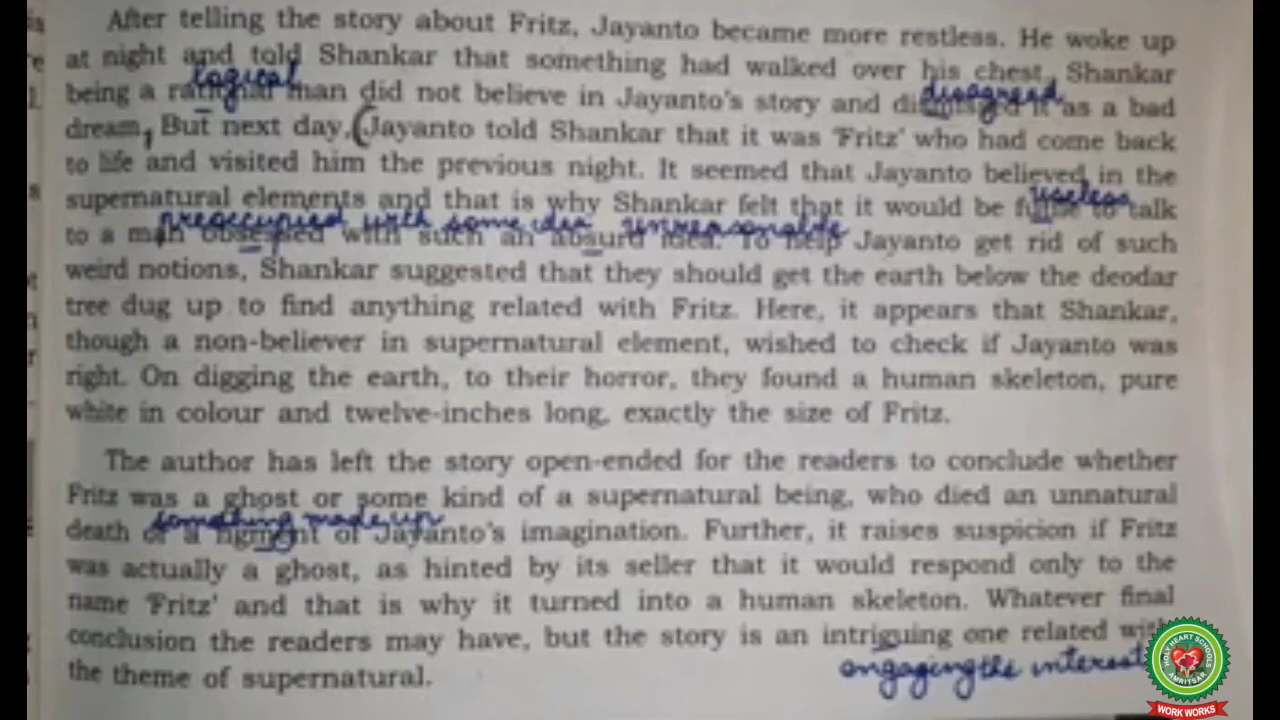 After telling the story about Fritz, Jayanto became more restless. He woke up
at night and told Shankar that something had walked over his chest. Shankar
logical disagreed
being a rational man did not believe in Jayanto's story and dismissed it as a bad
dream, But next day, (Jayanto told Shankar that it was 'Fritz' who had come back
to life and visited him the previous night. It seemed that Jayanto believed in the
supernatural elements and that is why Shankar felt that it would be futile to talk
useless
preoccupied with some idea unreasonable
to a man obsessed with such an absurd idea. To help Jayanto get rid of such
weird notions, Shankar suggested that they should get the earth below the deodar
tree dug up to find anything related with Fritz. Here, it appears that Shankar,
though a non-believer in supernatural element, wished to check if Jayanto was
right. On digging the earth, to their horror, they found a human skeleton, pure
white in colour and twelve-inches long, exactly the size of Fritz.
The author has left the story open-ended for the readers to conclude whether
Fritz was a ghost or some kind of a supernatural being, who died an unnatural
something made up
death or a figment of Jayanto's imagination. Further, it raises suspicion if Fritz
was actually a ghost, as hinted by its seller that it would respond only to the
name 'Fritz' and that is why it turned into a human skeleton. Whatever final
conclusion the readers may have, but the story is an intriguing one related with
engaging the interest
the theme of supernatural.
HOLY HEART SCHOOLS
AMRITSAR
WORK WORKS